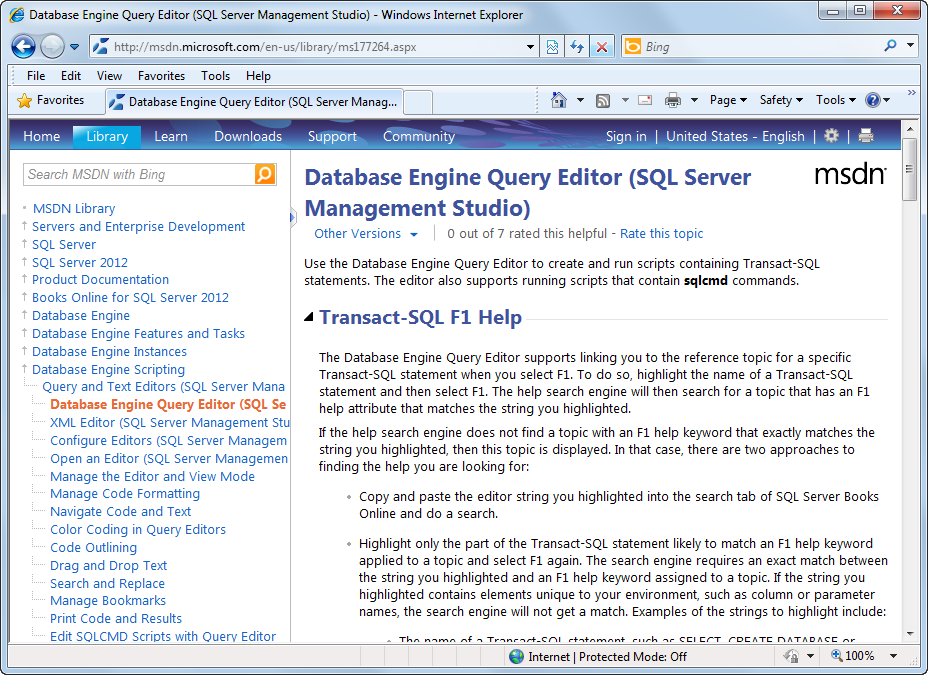 Database Engine Query Editor (SQL Server Management Studio) - Windows Internet Explorer
http://msdn.microsoft.com/en-us/library/ms177264.aspx
Bing
File Edit View Favorites Tools Help
Favorites
Database Engine Query Editor (SQL Server Manag...
Page Safety Tools
Home Library Learn Downloads Support Community
Sign in | United States - English |
Search MSDN with Bing
MSDN Library
Servers and Enterprise Development
SQL Server
SQL Server 2012
Product Documentation
Books Online for SQL Server 2012
Database Engine
Database Engine Features and Tasks
Database Engine Instances
Database Engine Scripting
Query and Text Editors (SQL Server Mana
Database Engine Query Editor (SQL Se
XML Editor (SQL Server Management Stu
Configure Editors (SQL Server Managem
Open an Editor (SQL Server Managemen
Manage the Editor and View Mode
Manage Code Formatting
Navigate Code and Text
Color Coding in Query Editors
Code Outlining
Drag and Drop Text
Search and Replace
Manage Bookmarks
Print Code and Results
Edit SQLCMD Scripts with Query Editor
msdn
Database Engine Query Editor (SQL Server
Management Studio)
Other Versions | 0 out of 7 rated this helpful - Rate this topic
Use the Database Engine Query Editor to create and run scripts containing Transact-SQL
statements. The editor also supports running scripts that contain sqlcmd commands.
Transact-SQL F1 Help
The Database Engine Query Editor supports linking you to the reference topic for a specific
Transact-SQL statement when you select F1. To do so, highlight the name of a Transact-SQL
statement and then select F1. The help search engine will then search for a topic that has an F1
help attribute that matches the string you highlighted.
If the help search engine does not find a topic with an F1 help keyword that exactly matches the
string you highlighted, then this topic is displayed. In that case, there are two approaches to
finding the help you are looking for:
Copy and paste the editor string you highlighted into the search tab of SQL Server Books
Online and do a search.
Highlight only the part of the Transact-SQL statement likely to match an F1 help keyword
applied to a topic and select F1 again. The search engine requires an exact match between
the string you highlighted and an F1 help keyword assigned to a topic. If the string you
highlighted contains elements unique to your environment, such as column or parameter
names, the search engine will not get a match. Examples of the strings to highlight include:
The name of a Transact-SQL statement, such as SELECT, CREATE DATABASE or
Internet | Protected Mode: Off
100%